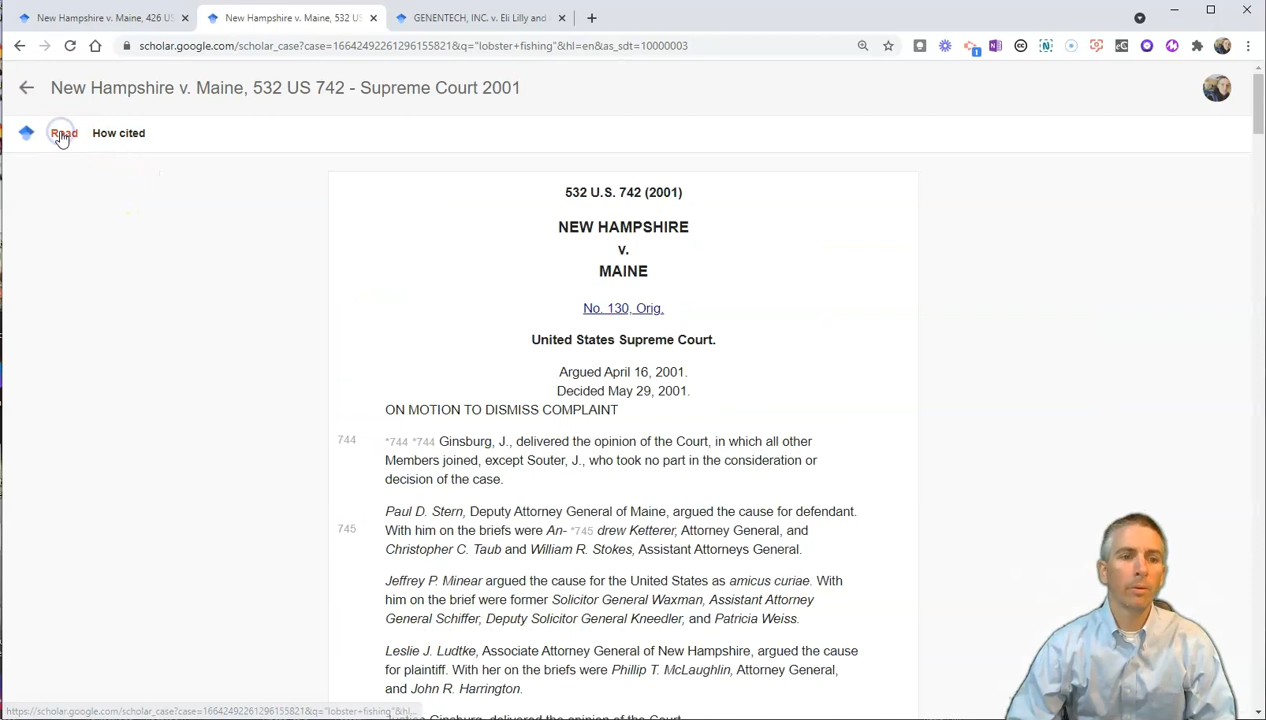 New Hampshire v. Maine, 426 US
New Hampshire v. Maine, 532 US
GENENTECH, INC. v. Eli Lilly and
scholar.google.com/scholar_case?case=16642492261296155821&q="lobster+fishing"&hl=en&as_sdt=10000003
New Hampshire v. Maine, 532 US 742 - Supreme Court 2001
Read How cited
532 U.S. 742 (2001)
NEW HAMPSHIRE
v.
MAINE
No. 130, Orig.
United States Supreme Court.
Argued April 16, 2001.
Decided May 29, 2001.
ON MOTION TO DISMISS COMPLAINT
744 *744 *744 Ginsburg, J., delivered the opinion of the Court, in which all other
Members joined, except Souter, J., who took no part in the consideration or
decision of the case.
Paul D. Stern, Deputy Attorney General of Maine, argued the cause for defendant.
745 With him on the briefs were An- *745 drew Ketterer, Attorney General, and
Christopher C. Taub and William R. Stokes, Assistant Attorneys General.
Jeffrey P. Minear argued the cause for the United States as amicus curiae. With
him on the brief were former Solicitor General Waxman, Assistant Attorney
General Schiffer, Deputy Solicitor General Kneedler, and Patricia Weiss.
Leslie J. Ludtke, Associate Attorney General of New Hampshire, argued the cause
for plaintiff. With her on the briefs were Phillip T. McLaughlin, Attorney General,
and John R. Harrington.
Justice Ginsburg, delivered the opinion of the Court.
https://scholar.google.com/scholar_case?case=16642492261296155821&q="lobster+fishing"&hl...